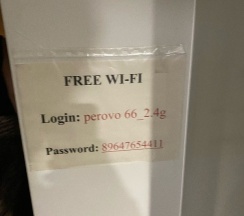 FREE WI-FI
Login: perovo 66_2.4g
Password: 89647654411